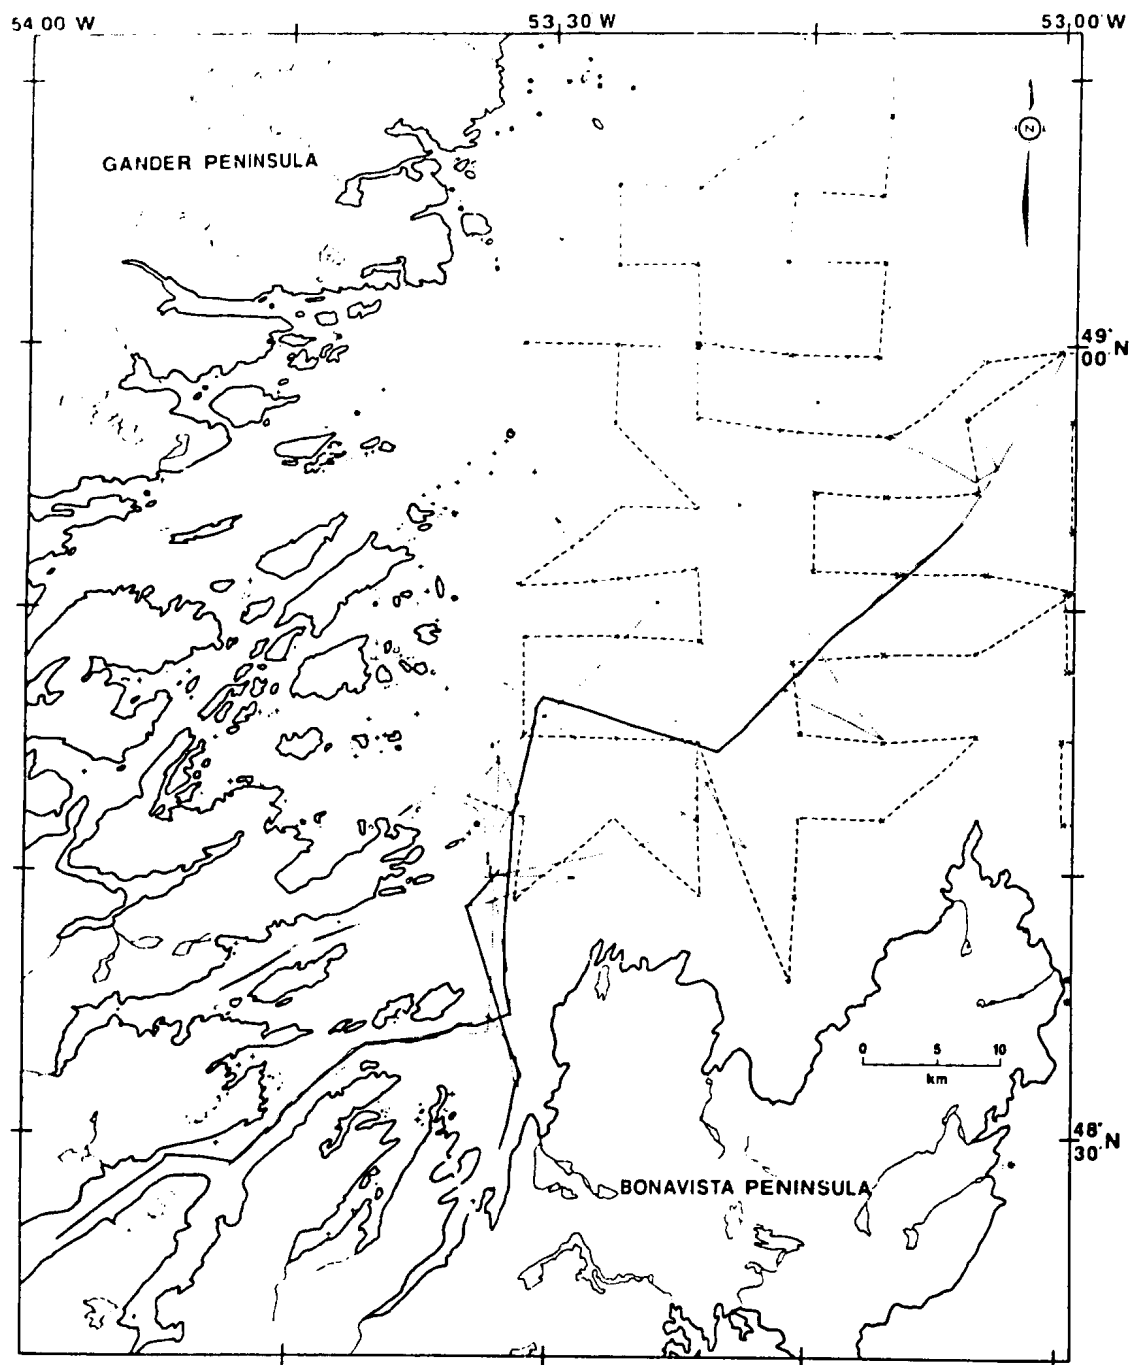 54 00 W
53 30 W
53 00 W
N
GANDER PENINSULA
49°
00' N
0 5 10
km
48°
30' N
BONAVISTA PENINSULA